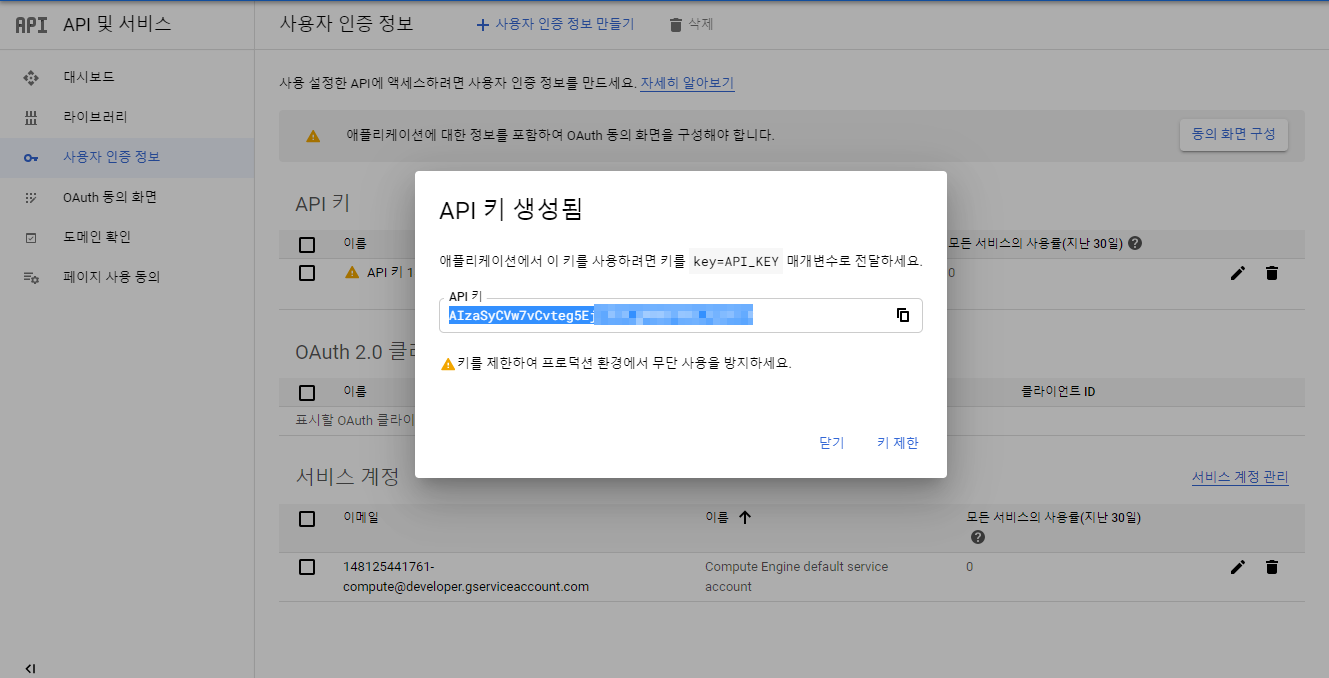 API API 및 서비스
사용자 인증 정보
사용자 인증 정보 만들기
삭제
대시보드
라이브러리
사용자 인증 정보
OAuth 동의 화면
도메인 확인
페이지 사용 동의
사용 설정한 API에 액세스하려면 사용자 인증 정보를 만드세요. 자세히 알아보기
애플리케이션에 대한 정보를 포함하여 OAuth 동의 화면을 구성해야 합니다.
동의 화면 구성
API 키
이름
모든 서비스의 사용률(지난 30일)
API 키 1
0
API 키 생성됨
애플리케이션에서 이 키를 사용하려면 키를 key=API_KEY 매개변수로 전달하세요.
API 키
AIzaSyCVw7vCvteg5Ej
키를 제한하여 프로덕션 환경에서 무단 사용을 방지하세요.
닫기
키 제한
OAuth 2.0
이름
클라이언트 ID
표시할 OAuth 클라이
서비스 계정
서비스 계정 관리
이메일
이름
모든 서비스의 사용률(지난 30일)
148125441761-
compute@developer.gserviceaccount.com
Compute Engine default service
account
0